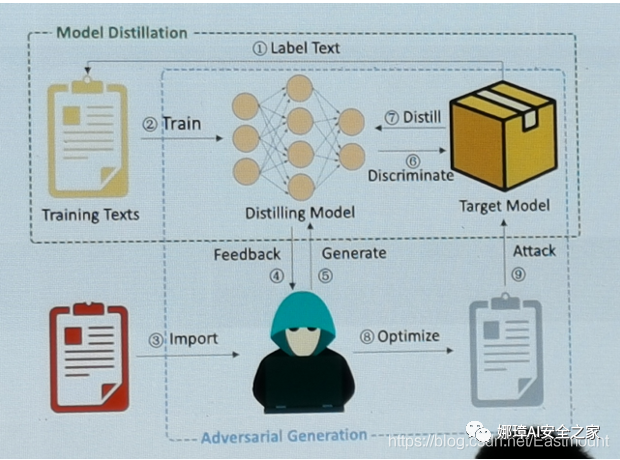 Model Distillation
① Label Text
② Train
⑦ Distill
⑥
Discriminate
Training Texts
Distilling Model
Target Model
Feedback
④
Generate
⑤
Attack
⑨
③ Import
⑧ Optimize
Adversarial Generation
娜璋AI安全之家
https://blog.csdn.net/Eastmount